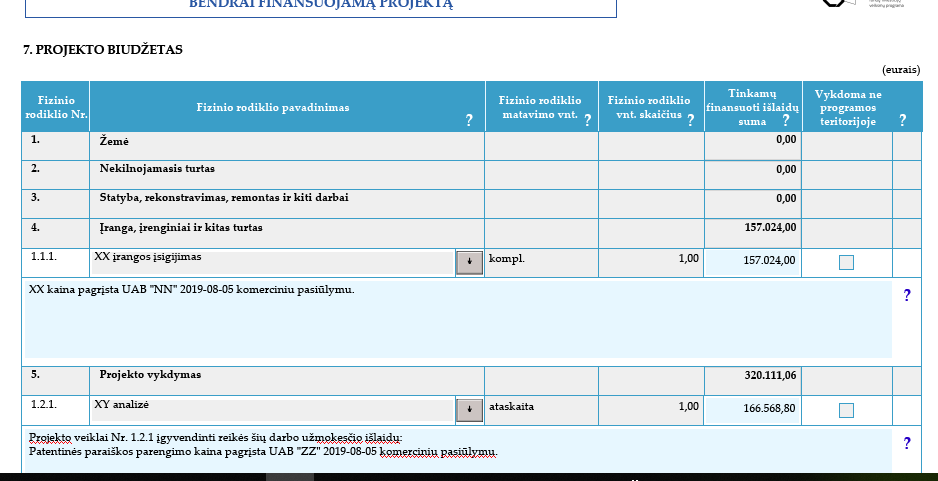 BENDRAI FINANSUOJAMĄ PROJEKTĄ
7. PROJEKTO BIUDŽETAS
(eurais)
Fizinio rodiklio Nr.
Fizinio rodiklio pavadinimas ?
Fizinio rodiklio matavimo vnt. ?
Fizinio rodiklio vnt. skaičius ?
Tinkamų finansuoti išlaidų suma ?
Vykdoma ne programos teritorijoje ?
1. Žemė 0,00
2. Nekilnojamasis turtas 0,00
3. Statyba, rekonstravimas, remontas ir kiti darbai 0,00
4. Įranga, įrenginiai ir kitas turtas 157.024,00
1.1.1. XX įrangos įsigijimas kompl. 1,00 157.024,00
XX kaina pagrįsta UAB "NN" 2019-08-05 komerciniu pasiūlymu. ?
5. Projekto vykdymas 320.111,06
1.2.1. XY analizė ataskaita 1,00 166.568,80
Projekto veiklai Nr. 1.2.1 įgyvendinti reikės šių darbo užmokesčio išlaidų: ?
Patentinės paraiškos parengimo kaina pagrįsta UAB "ZZ" 2019-08-05 komerciniu pasiūlymu.